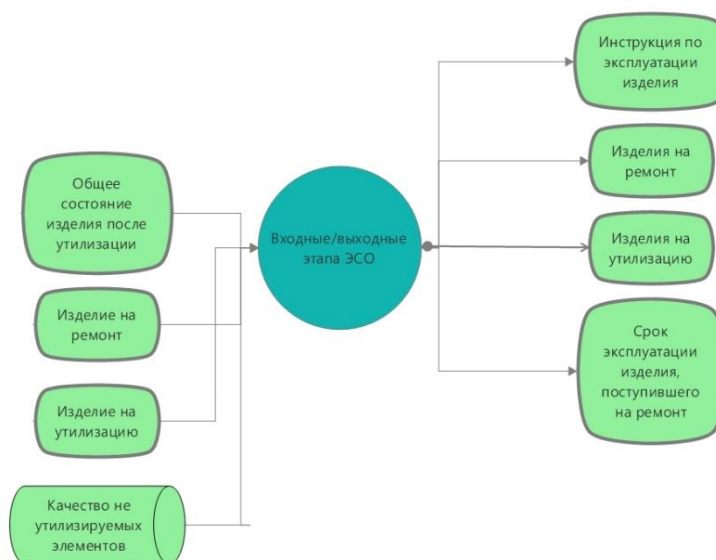 Общее
состояние
изделия после
утилизации
Изделие на
ремонт
Изделие на
утилизацию
Качество не
утилизируемых
элементов
Входные/выходные
этапа ЭСО
Инструкция по
эксплуатации
изделия
Изделия на
ремонт
Изделия на
утилизацию
Срок
эксплуатации
изделия,
поступившего
на ремонт